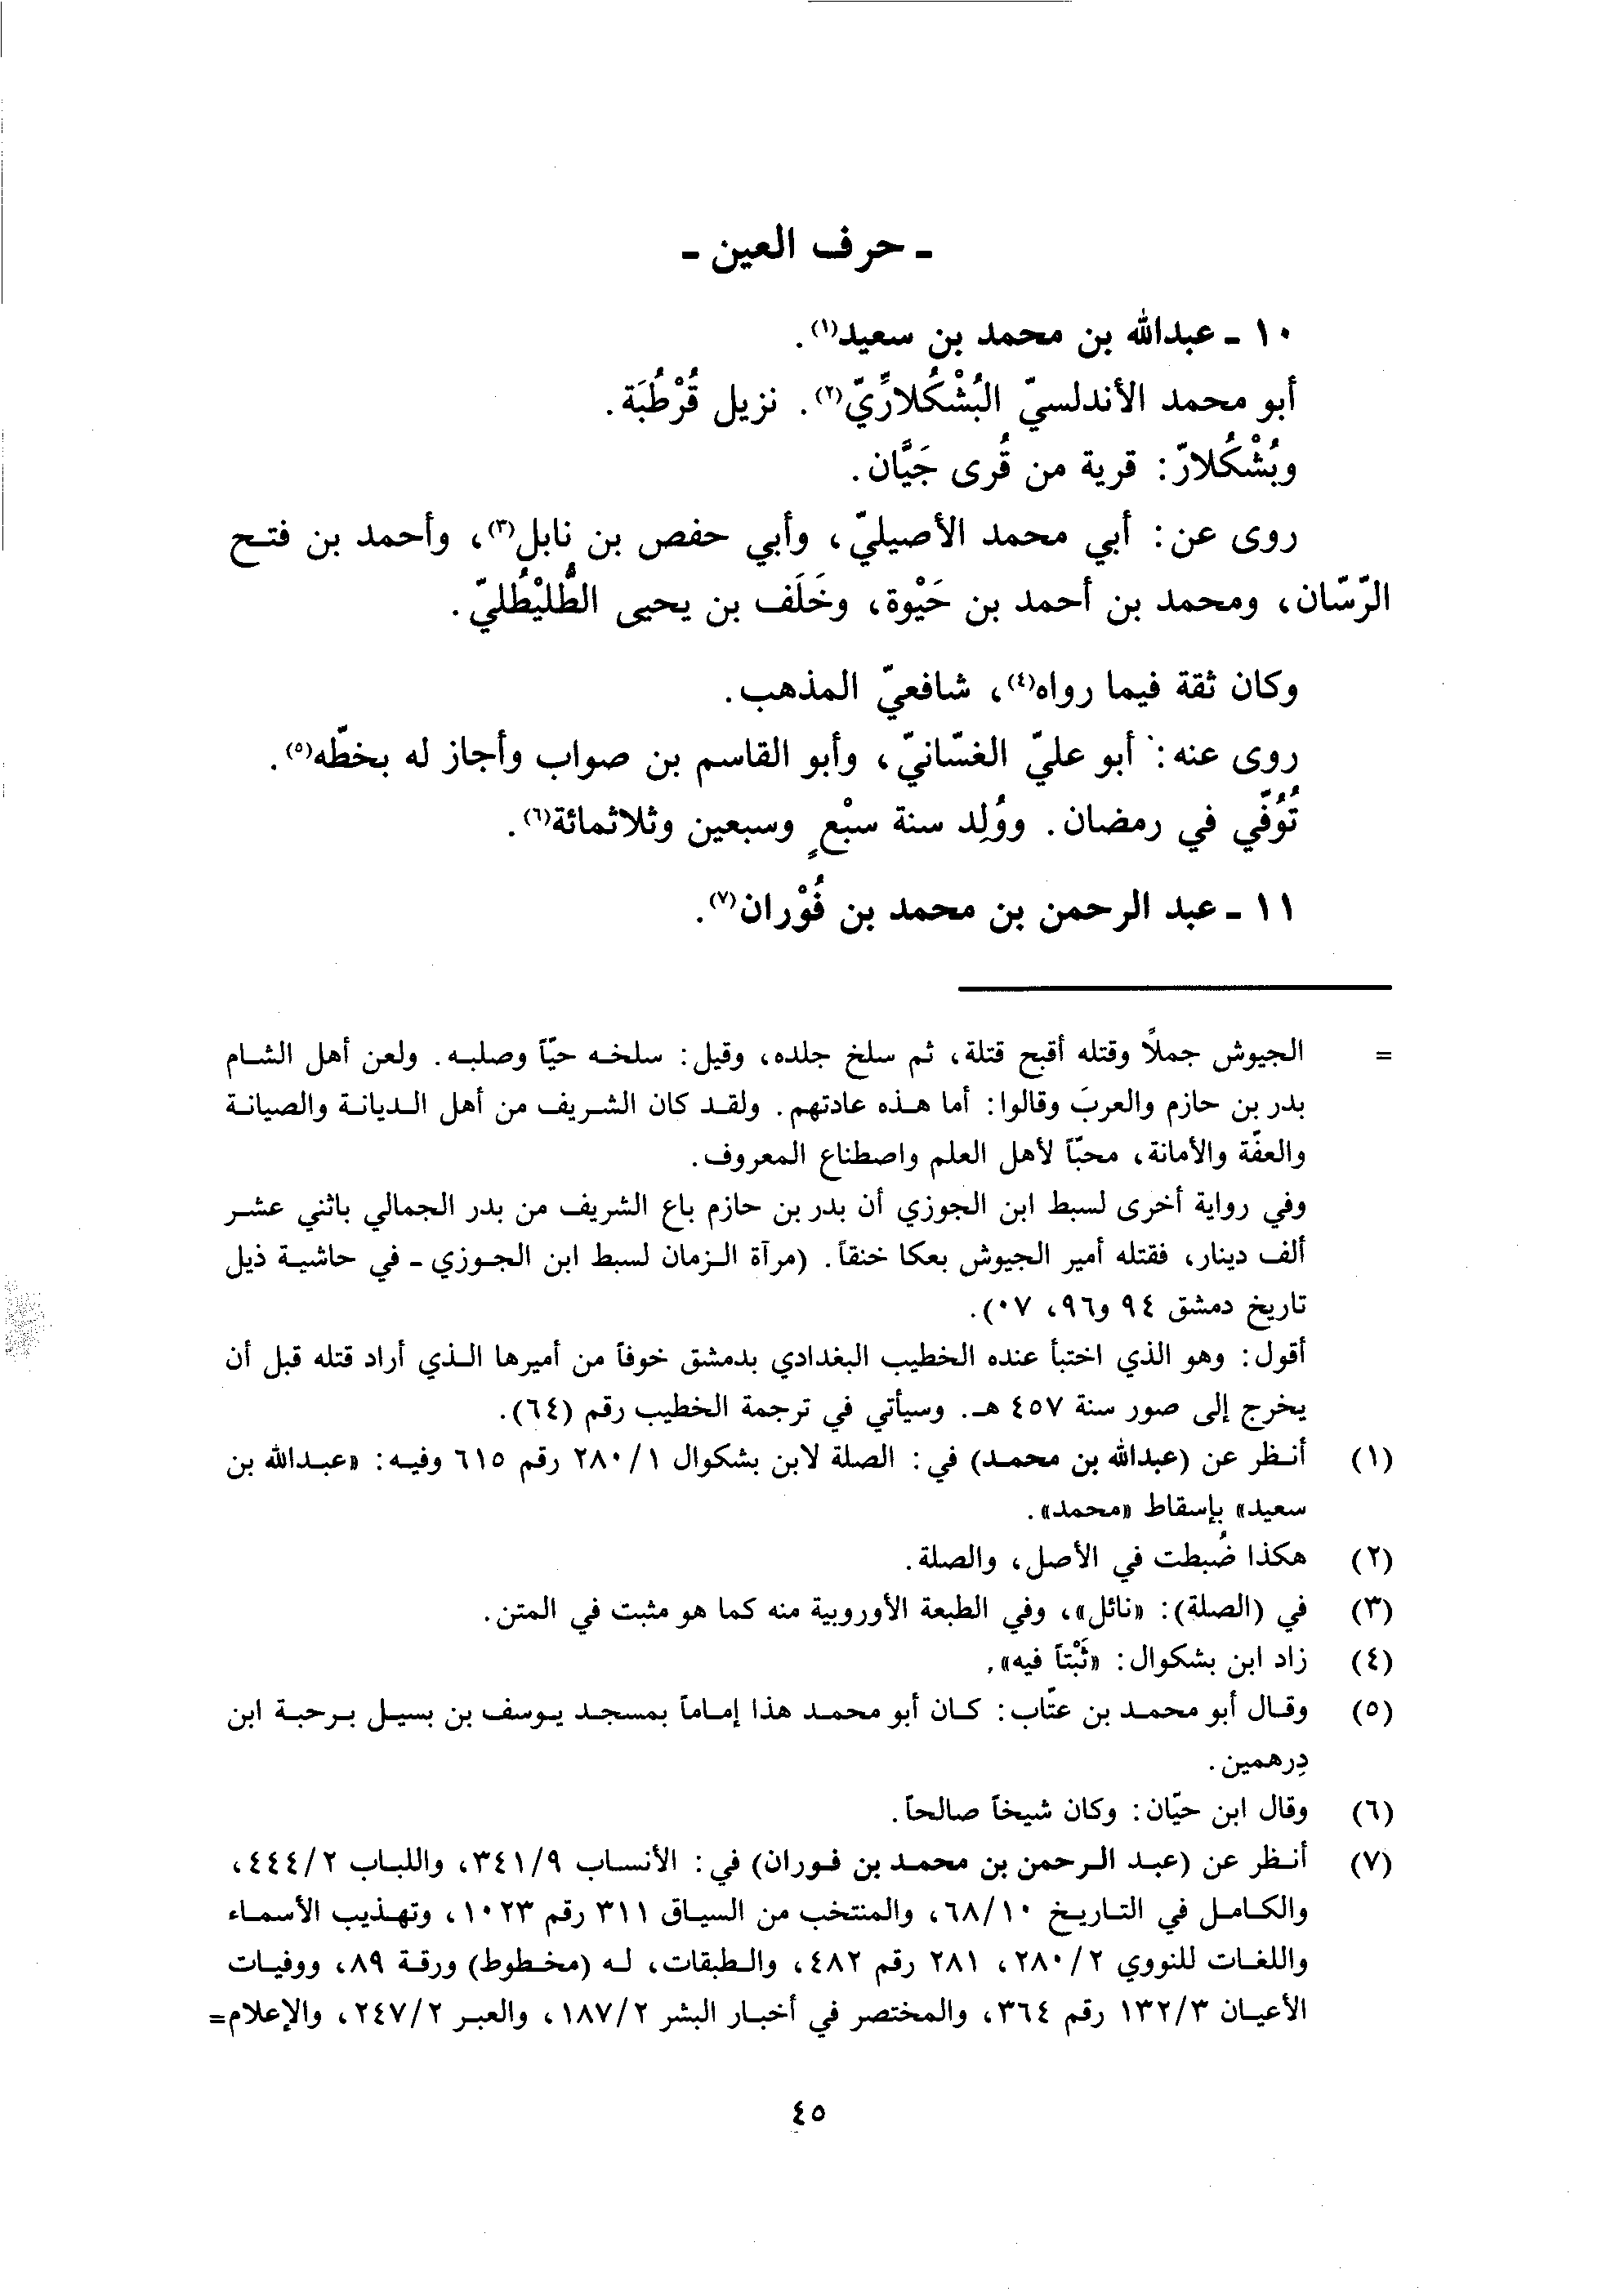 ـ حرف العين ـ
١٠ ـ عبدالله بن محمد بن سعيد(١).
أبو محمد الأندلسيّ البُشْكُلارِّيّ(٢). نزيل قُرْطُبَة.
وبُشْكُلارّ: قرية من قُرى جَيَّان.
روى عن: أبي محمد الأصيليّ، وأبي حفص بن نابل(٣)، وأحمد بن فتح
الرّسّان، ومحمد بن أحمد بن حَيْوة، وخَلَف بن يحيى الطُّلَيْطُليّ.
وكان ثقة فيما رواه(٤)، شافعيّ المذهب.
روى عنه: أبو عليّ الغسّانيّ، وأبو القاسم بن صواب وأجاز له بخطّه(٥).
تُوُفّي في رمضان. ووُلِد سنة سبْعٍ وسبعين وثلاثمائة(٦).
١١ ـ عبد الرحمن بن محمد بن فُوْران(٧).
= الجيوش جملاً وقتله أقبح قتلة، ثم سلخ جلده، وقيل: سلخه حيّاً وصلبه. ولعن أهل الشام
بدر بن حازم والعرب وقالوا: أما هذه عادتهم. ولقد كان الشريف من أهل الديانة والصيانة
والعفّة والأمانة، محبّاً لأهل العلم واصطناع المعروف.
وفي رواية أخرى لسبط ابن الجوزي أن بدر بن حازم باع الشريف من بدر الجمالي باثني عشر
ألف دينار، فقتله أمير الجيوش بعكا خنقاً. (مرآة الزمان لسبط ابن الجوزي ـ في حاشية ذيل
تاريخ دمشق ٩٤ و٩٦، ٠٧).
أقول: وهو الذي اختبأ عنده الخطيب البغدادي بدمشق خوفاً من أميرها الذي أراد قتله قبل أن
يخرج إلى صور سنة ٤٥٧ هـ. وسيأتي في ترجمة الخطيب رقم (٦٤).
(١) أنظر عن (عبدالله بن محمد) في: الصلة لابن بشكوال ٢٨٠/١ رقم ٦١٥ وفيه: «عبدالله بن
سعيد» بإسقاط «محمد».
(٢) هكذا ضُبطت في الأصل، والصلة.
(٣) في (الصلة): «نائل»، وفي الطبعة الأوروبية منه كما هو مثبت في المتن.
(٤) زاد ابن بشكوال: «ثَبْتاً فيه».
(٥) وقال أبو محمد بن عتّاب: كان أبو محمد هذا إماماً بمسجد يوسف بن بسيل برحبة ابن
دِرهمين.
(٦) وقال ابن حيّان: وكان شيخاً صالحاً.
(٧) أنظر عن (عبد الرحمن بن محمد بن فوران) في: الأنساب ٣٤١/٩، واللباب ٤٤٤/٢،
والكامل في التاريخ ٦٨/١٠، والمنتخب من السياق ٣١١ رقم ١٠٢٣، وتهذيب الأسماء
واللغات للنووي ٢٨٠/٢، ٢٨١ رقم ٤٨٢، والطبقات، له (مخطوط) ورقة ٨٩، ووفيات
الأعيان ١٣٢/٣ رقم ٣٦٤، والمختصر في أخبار البشر ١٨٧/٢، والعبر ٢٤٧/٢، والإعلام=
٤٥